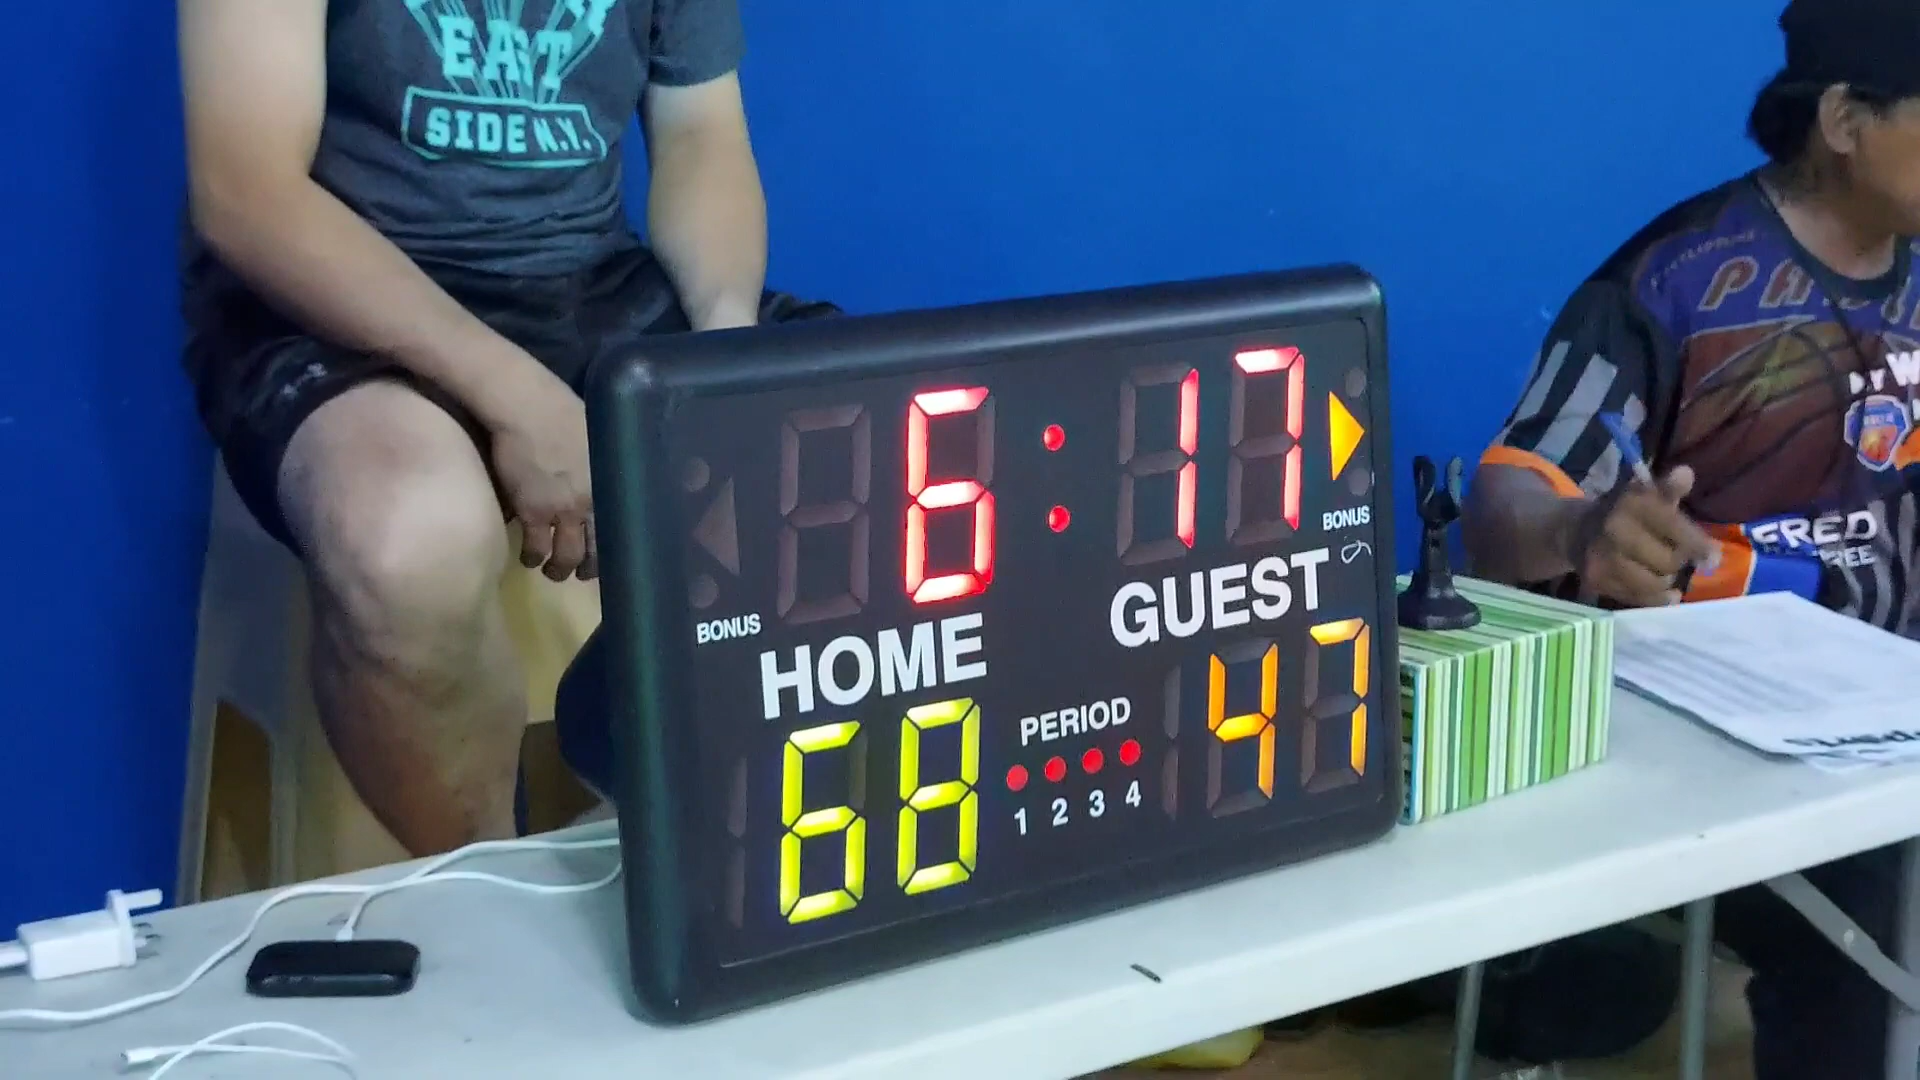 EAST
SIDE N.Y.
6:17
BONUS
BONUS
HOME
GUEST
68
47
PERIOD
1 2 3 4
FRED